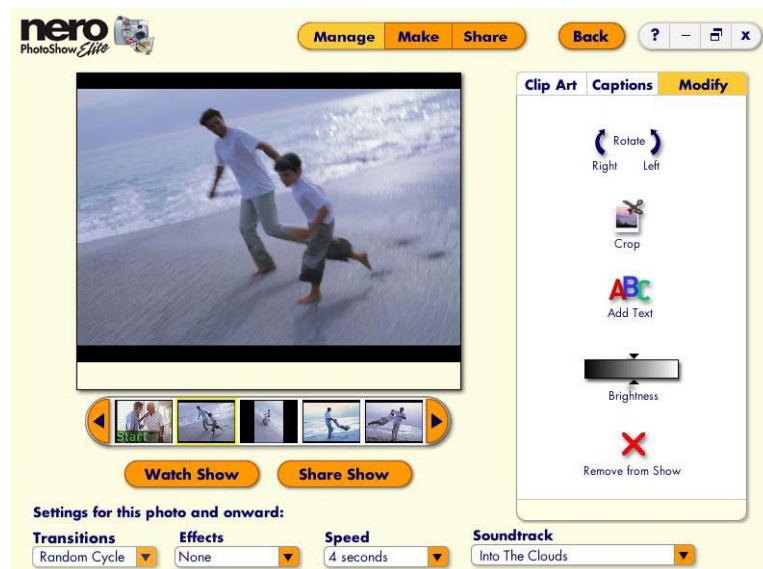 nero
PhotoShow Elite
Manage Make Share
Back
? – x
Clip Art Captions Modify
Rotate
Right Left
Crop
ABC
Add Text
Brightness
Remove from Show
Start
Watch Show Share Show
Settings for this photo and onward:
Transitions Effects Speed Soundtrack
Random Cycle None 4 seconds Into The Clouds